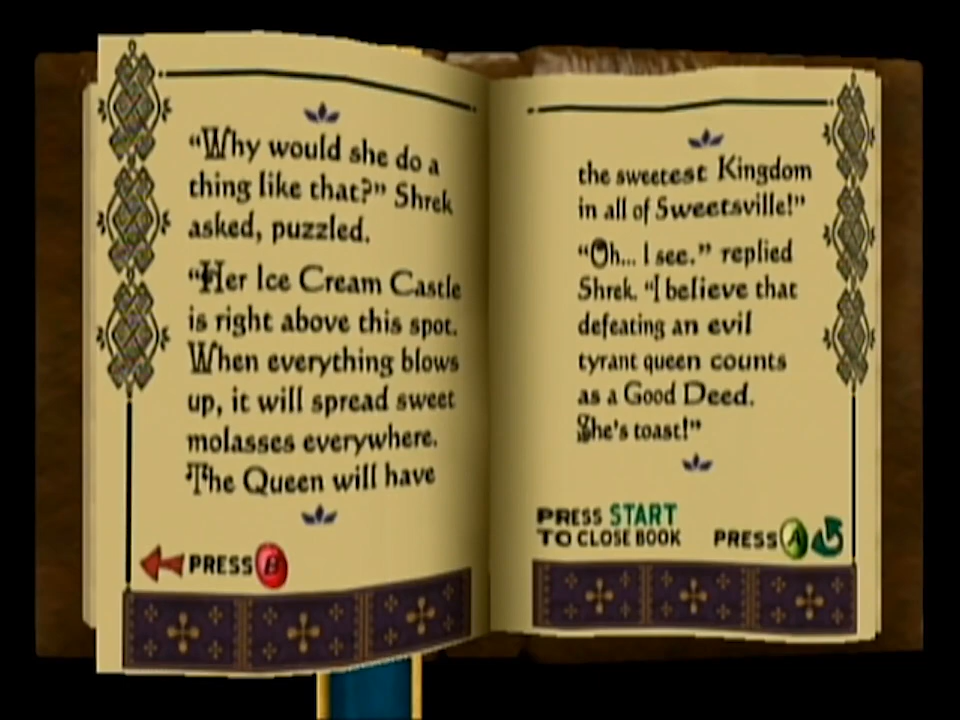 “Why would she do a
thing like that?” Shrek
asked, puzzled.
“Her Ice Cream Castle
is right above this spot.
When everything blows
up, it will spread sweet
molasses everywhere.
The Queen will have
PRESS B
the sweetest Kingdom
in all of Sweetsville!”
“Oh... I see.” replied
Shrek. “I believe that
defeating an evil
tyrant queen counts
as a Good Deed.
She's toast!”
PRESS START
TO CLOSE BOOK
PRESS A